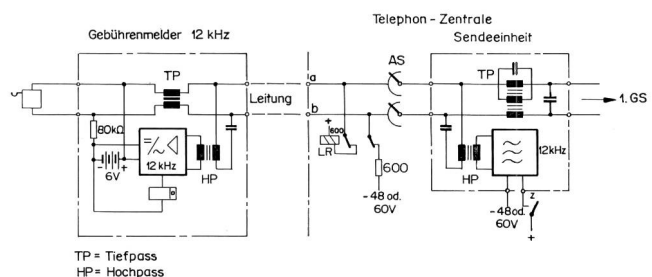 Telephon - Zentrale
Gebührenmelder 12 kHz
Sendeeinheit
TP
AS
TP
a
Leitung
b
1. GS
80kΩ
=/~
12 kHz
6V
- +
HP
+
600
LR
600
-48 od.
60V
HP
12kHz
-48 od.
60V
z
+
TP = Tiefpass
HP = Hochpass